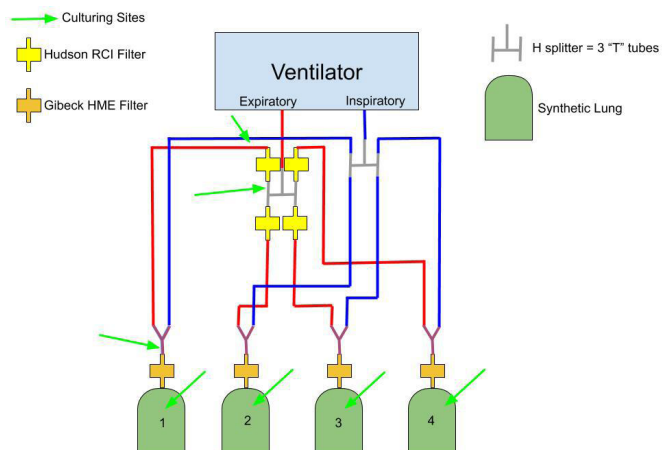 Culturing Sites
Hudson RCI Filter
Gibeck HME Filter
Ventilator
Expiratory Inspiratory
H splitter = 3 “T” tubes
Synthetic Lung
1 2 3 4